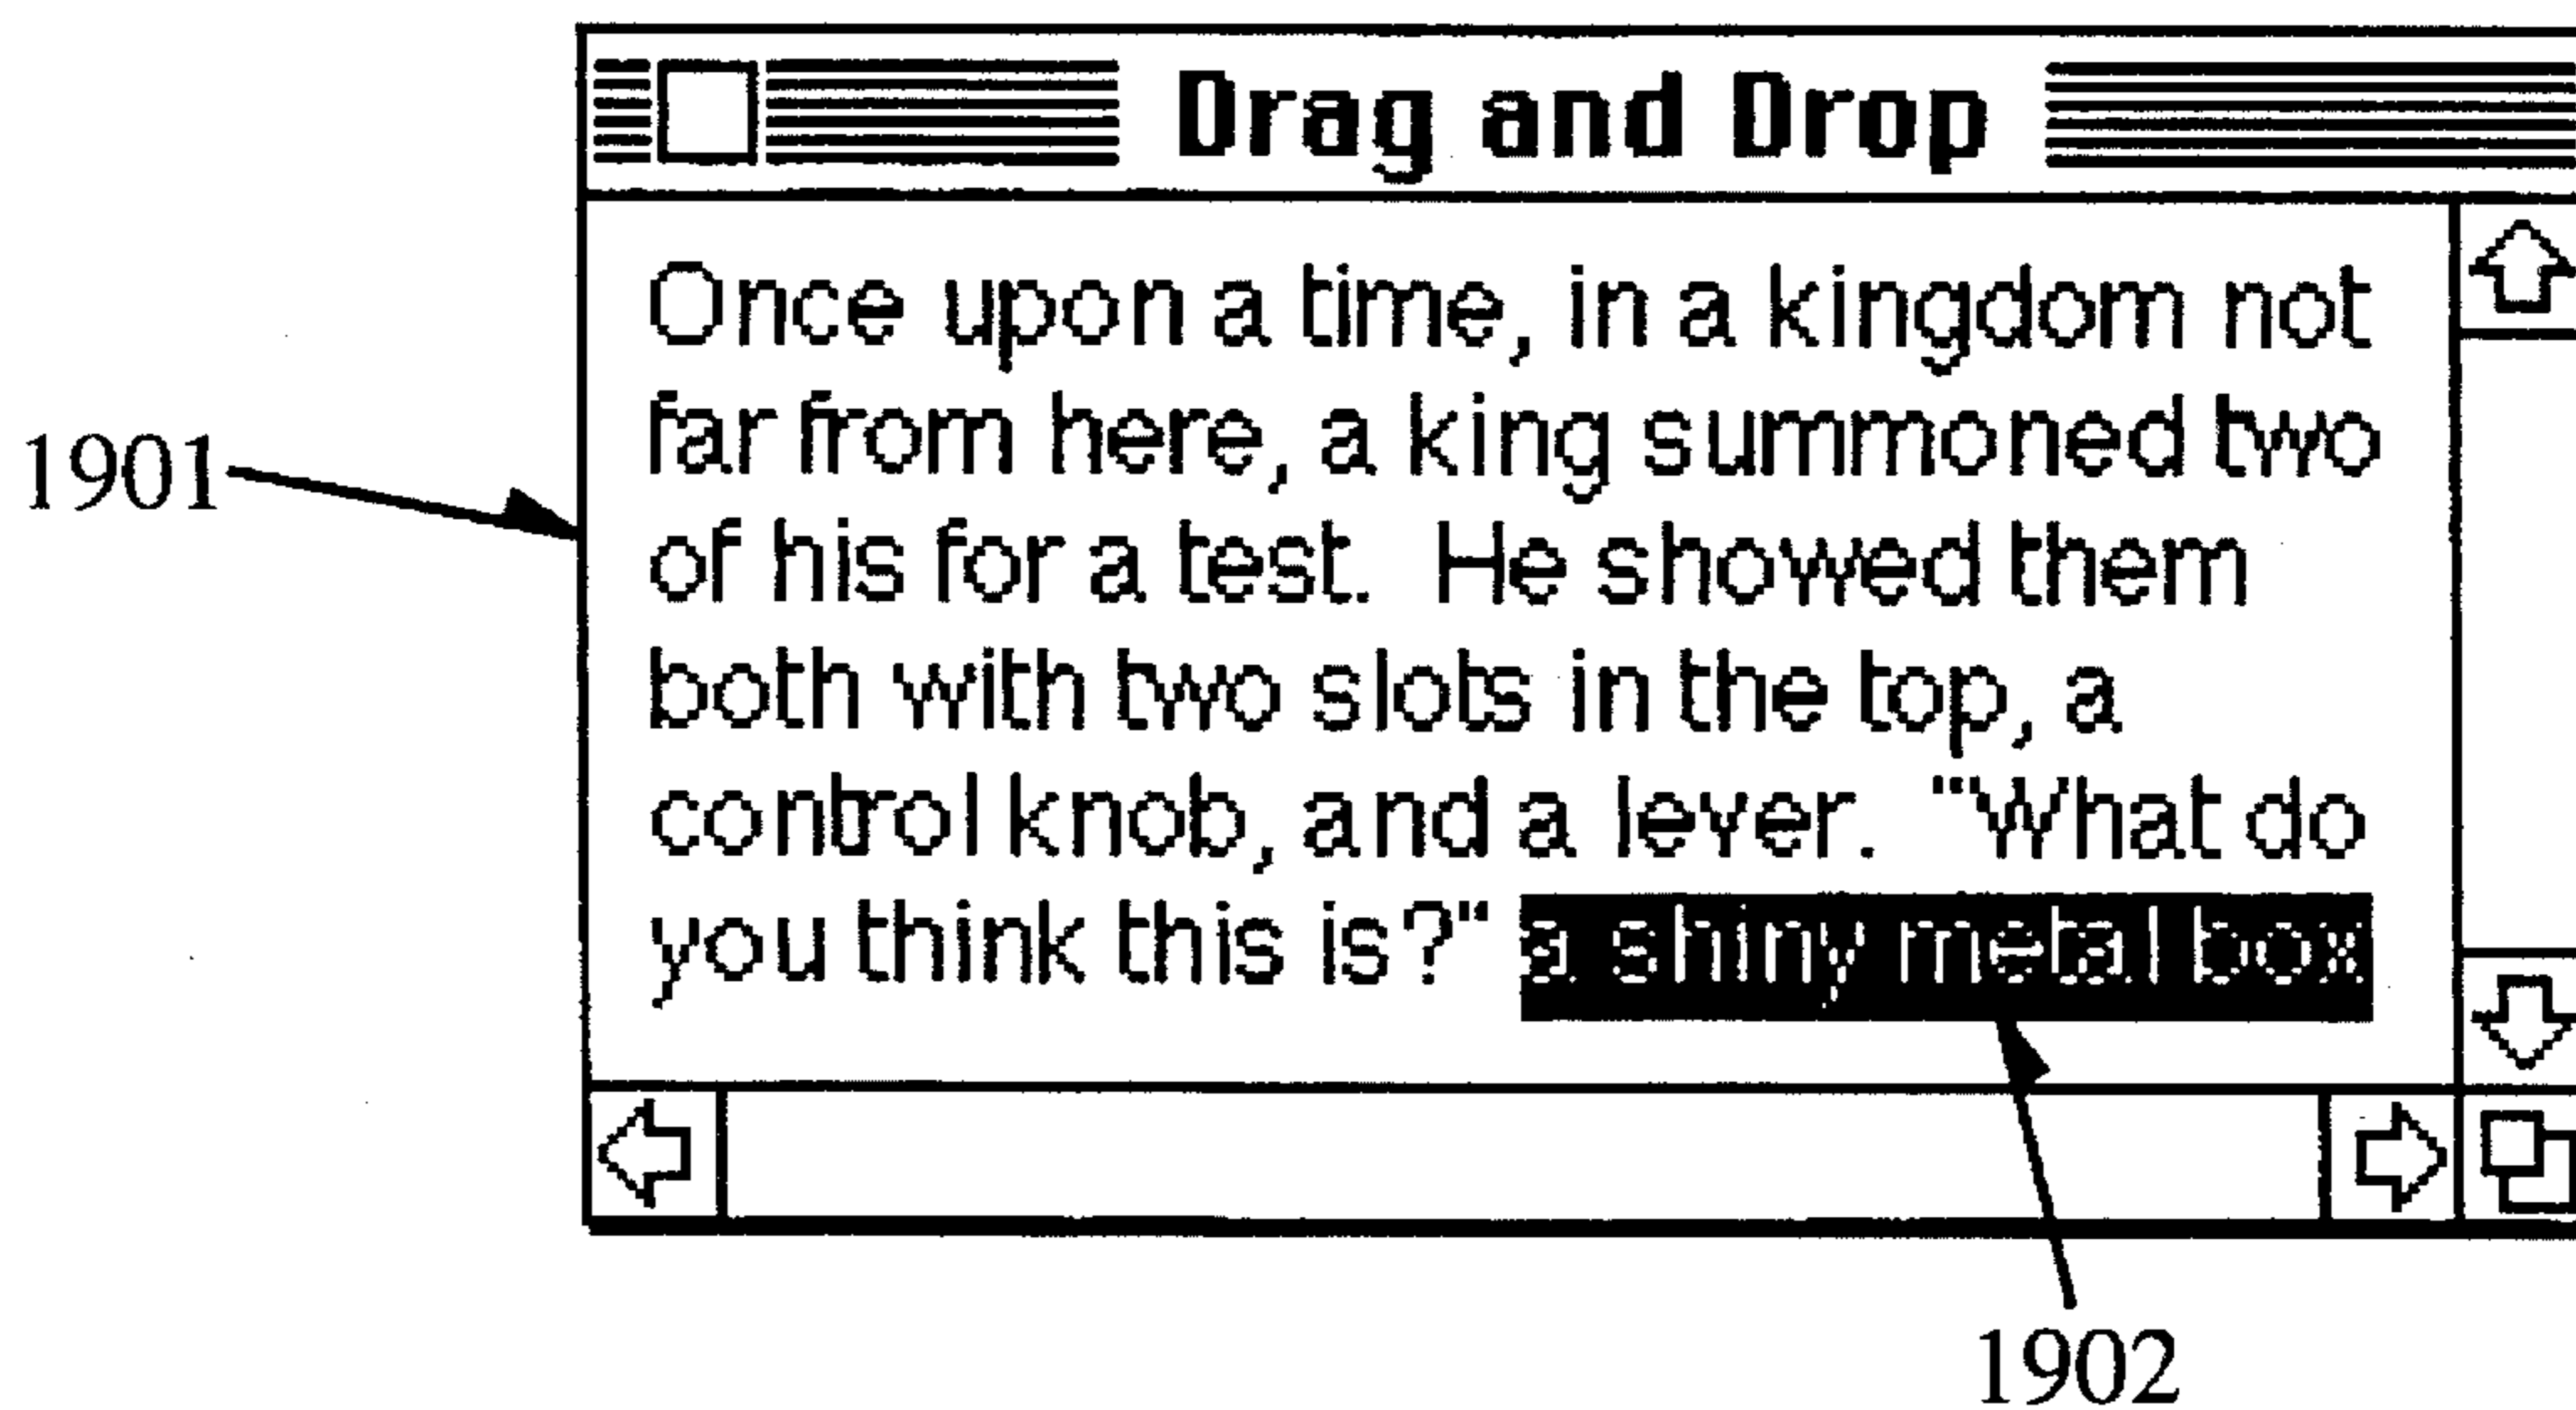 Drag and Drop
Once upon a time, in a kingdom not
far from here, a king summoned two
of his for a test.  He showed them
both with two slots in the top, a
control knob, and a lever.  "What do
you think this is?" a shiny metal box
1901
1902